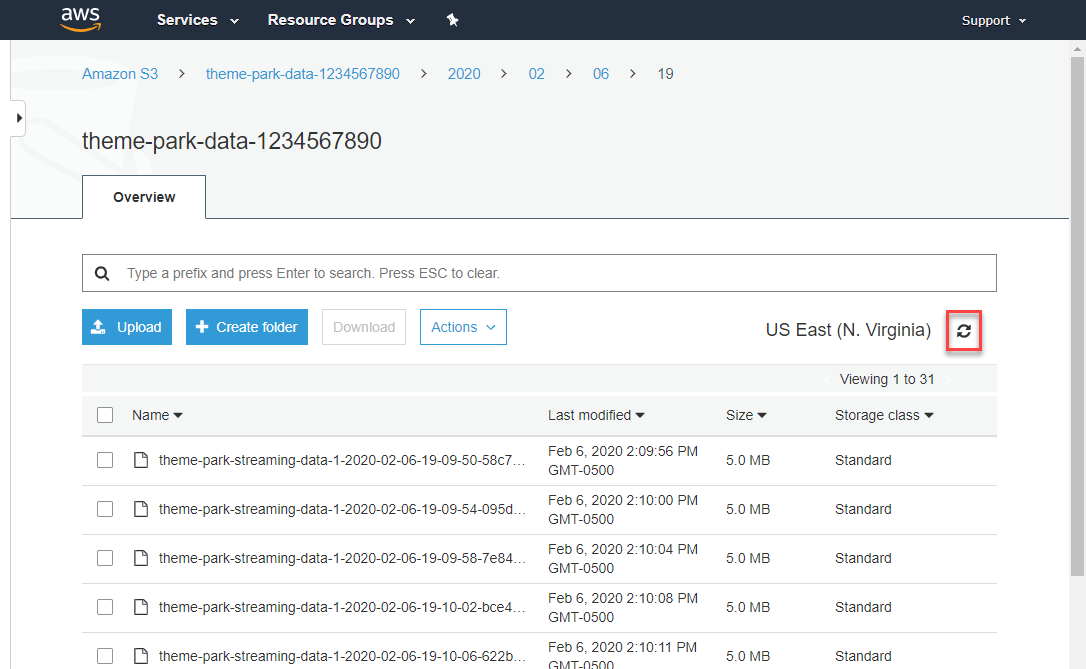 aws Services Resource Groups Support
Amazon S3 > theme-park-data-1234567890 > 2020 > 02 > 06 > 19
theme-park-data-1234567890
Overview
Type a prefix and press Enter to search. Press ESC to clear.
Upload + Create folder Download Actions US East (N. Virginia)
Viewing 1 to 31
Name Last modified Size Storage class
theme-park-streaming-data-1-2020-02-06-19-09-50-58c7... Feb 6, 2020 2:09:56 PM 5.0 MB Standard
GMT-0500
theme-park-streaming-data-1-2020-02-06-19-09-54-095d... Feb 6, 2020 2:10:00 PM 5.0 MB Standard
GMT-0500
theme-park-streaming-data-1-2020-02-06-19-09-58-7e84... Feb 6, 2020 2:10:04 PM 5.0 MB Standard
GMT-0500
theme-park-streaming-data-1-2020-02-06-19-10-02-bce4... Feb 6, 2020 2:10:08 PM 5.0 MB Standard
GMT-0500
theme-park-streaming-data-1-2020-02-06-19-10-06-622b... Feb 6, 2020 2:10:11 PM 5.0 MB Standard
GMT-0500